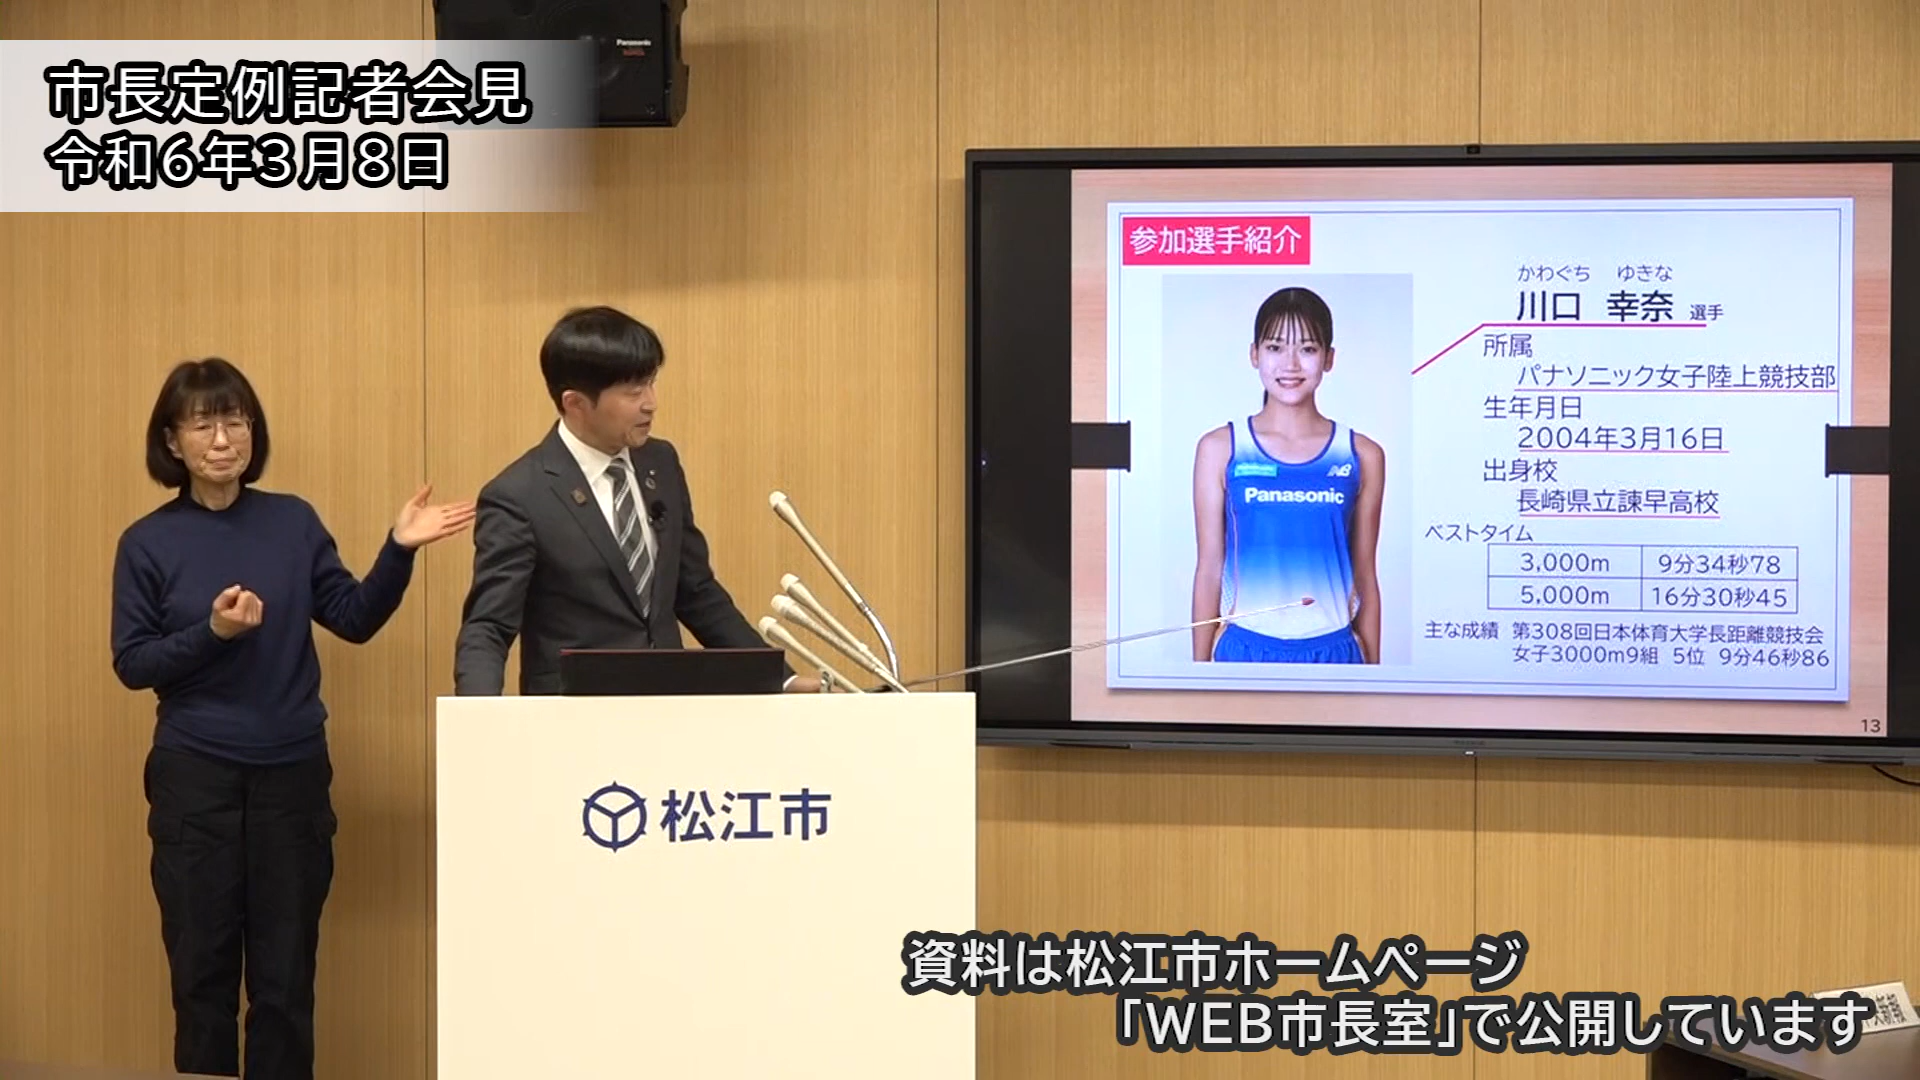 市長定例記者会見
令和6年3月8日
Panasonic
参加選手紹介
かわぐち ゆきな
川口 幸奈 選手
所属
パナソニック女子陸上競技部
生年月日
2004年3月16日
出身校
長崎県立諫早高校
ベストタイム
3,000m 9分34秒78
5,000m 16分30秒45
主な成績 第308回日本体育大学長距離競技会
女子3000m9組 5位 9分46秒86
Panasonic
NB
13
松江市
資料は松江市ホームページ
「WEB市長室」で公開しています